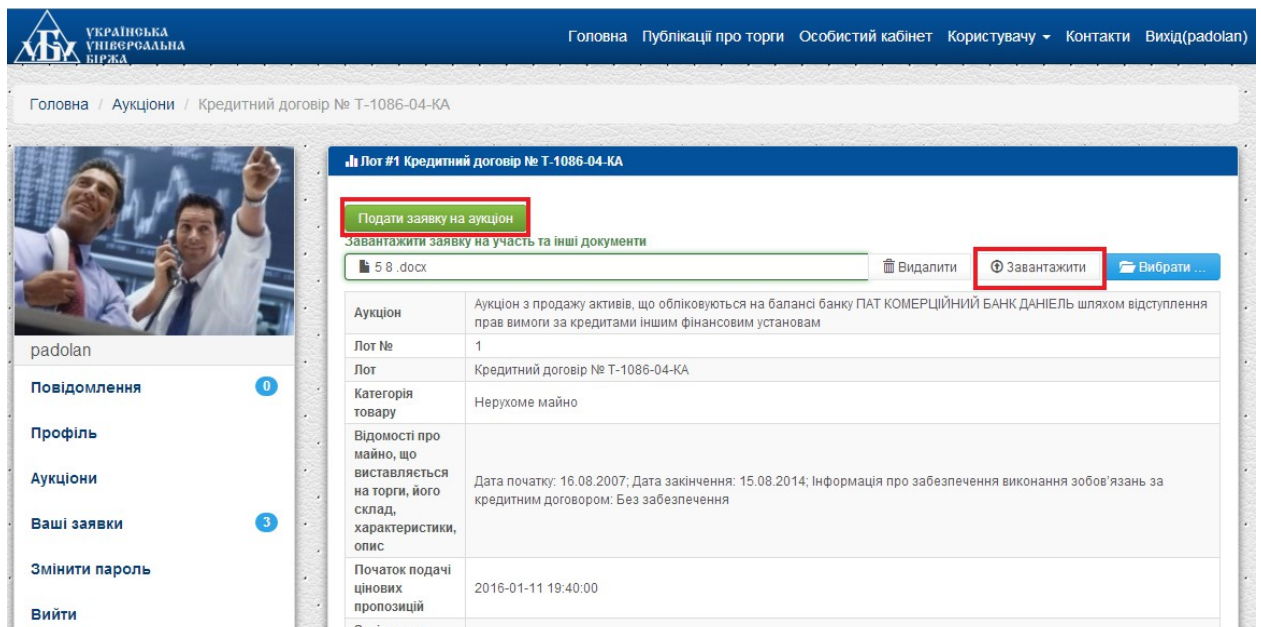 УКРАЇНСЬКА
УНІВЕРСАЛЬНА
БІРЖА
Головна Публікації про торги Особистий кабінет Користувачу Контакти Вихід(padolan)
Головна / Аукціони / Кредитний договір № Т-1086-04-КА
padolan
Повідомлення 0
Профіль
Аукціони
Ваші заявки 3
Змінити пароль
Вийти
Лот #1 Кредитний договір № Т-1086-04-КА
Подати заявку на аукціон
Завантажити заявку на участь та інші документи
5 8 .docx Видалити Завантажити Вибрати ...
Аукціон
Аукціон з продажу активів, що обліковуються на балансі банку ПАТ КОМЕРЦІЙНИЙ БАНК ДАНІЕЛЬ шляхом відступлення
прав вимоги за кредитами іншим фінансовим установам
Лот № 1
Лот Кредитний договір № Т-1086-04-КА
Категорія
товару
Нерухоме майно
Відомості про
майно, що
виставляється
на торги, його
склад,
характеристики,
опис
Дата початку: 16.08.2007; Дата закінчення: 15.08.2014; Інформація про забезпечення виконання зобов'язань за
кредитним договором: Без забезпечення
Початок подачі
цінових
пропозицій
2016-01-11 19:40:00